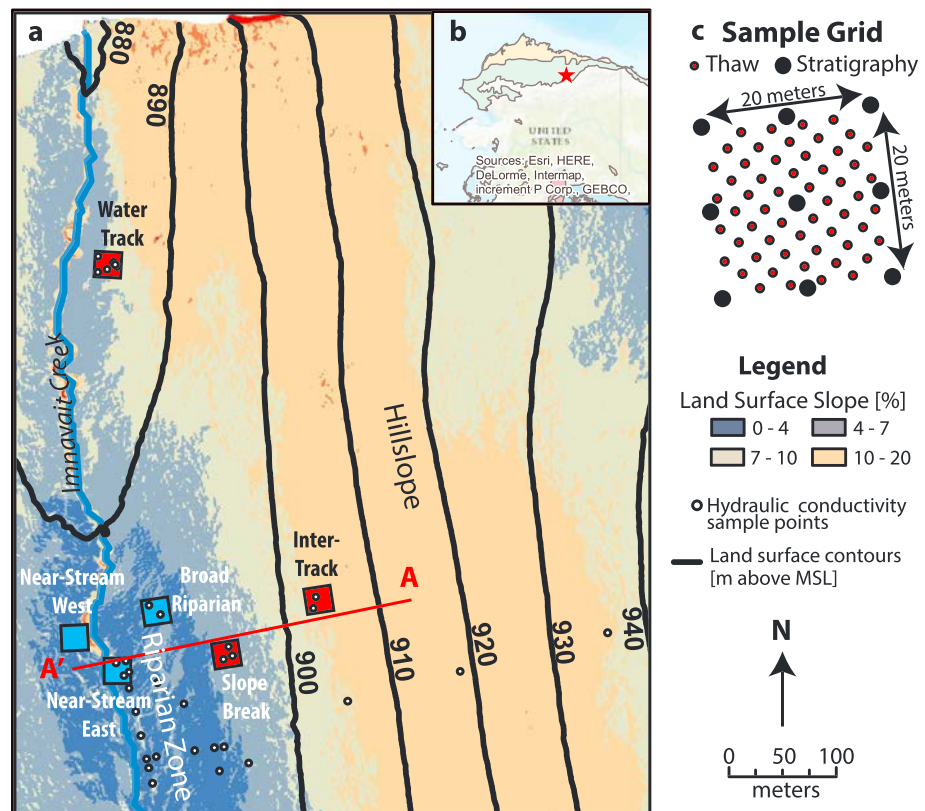 a
880
890
Water
Track
Imnavait Creek
Hillslope
Inter-
Track
A
Near-Stream
West
Broad
Riparian
A’
Riparian Zone
Slope
Break
Near-Stream
East
900
910
920
930
940
b
UNITED
STATES
Sources: Esri, HERE,
DeLorme, Intermap,
increment P Corp., GEBCO,
c Sample Grid
Thaw Stratigraphy
20 meters
20 meters
Legend
Land Surface Slope [%]
0 - 4 4 - 7
7 - 10 10 - 20
Hydraulic conductivity
sample points
Land surface contours
[m above MSL]
N
0 50 100
meters